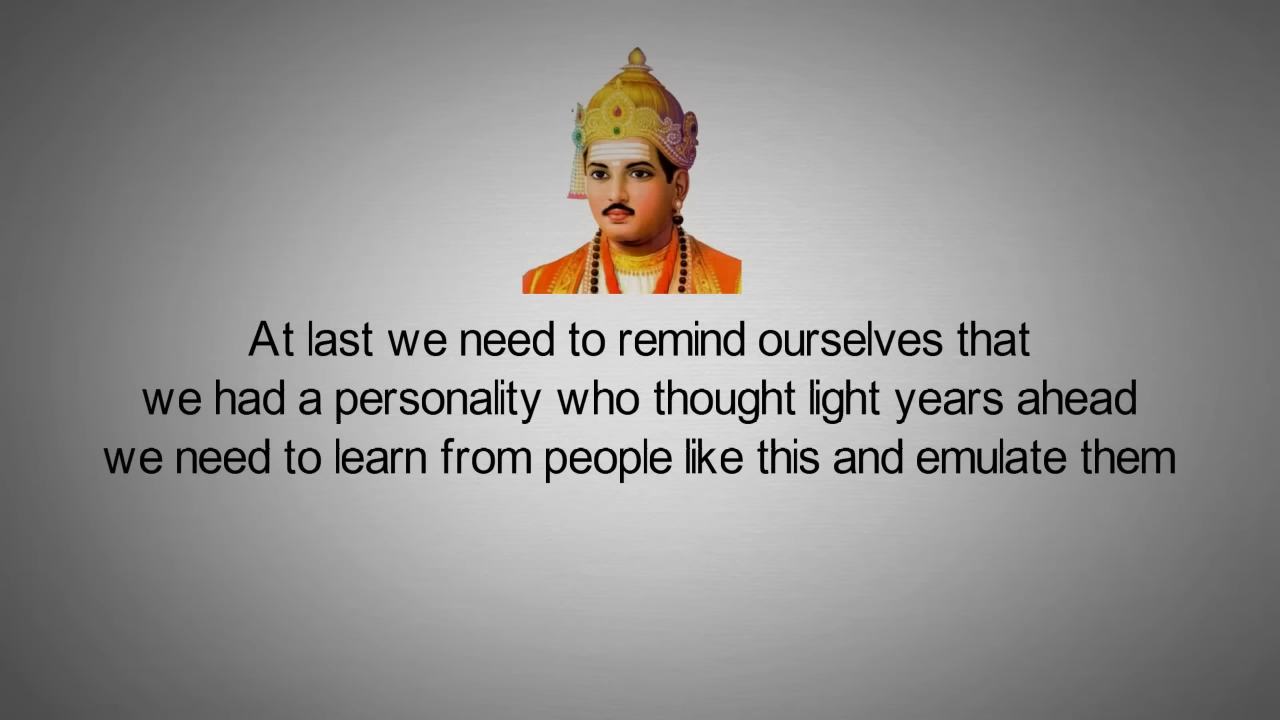 At last we need to remind ourselves that
we had a personality who thought light years ahead
we need to learn from people like this and emulate them